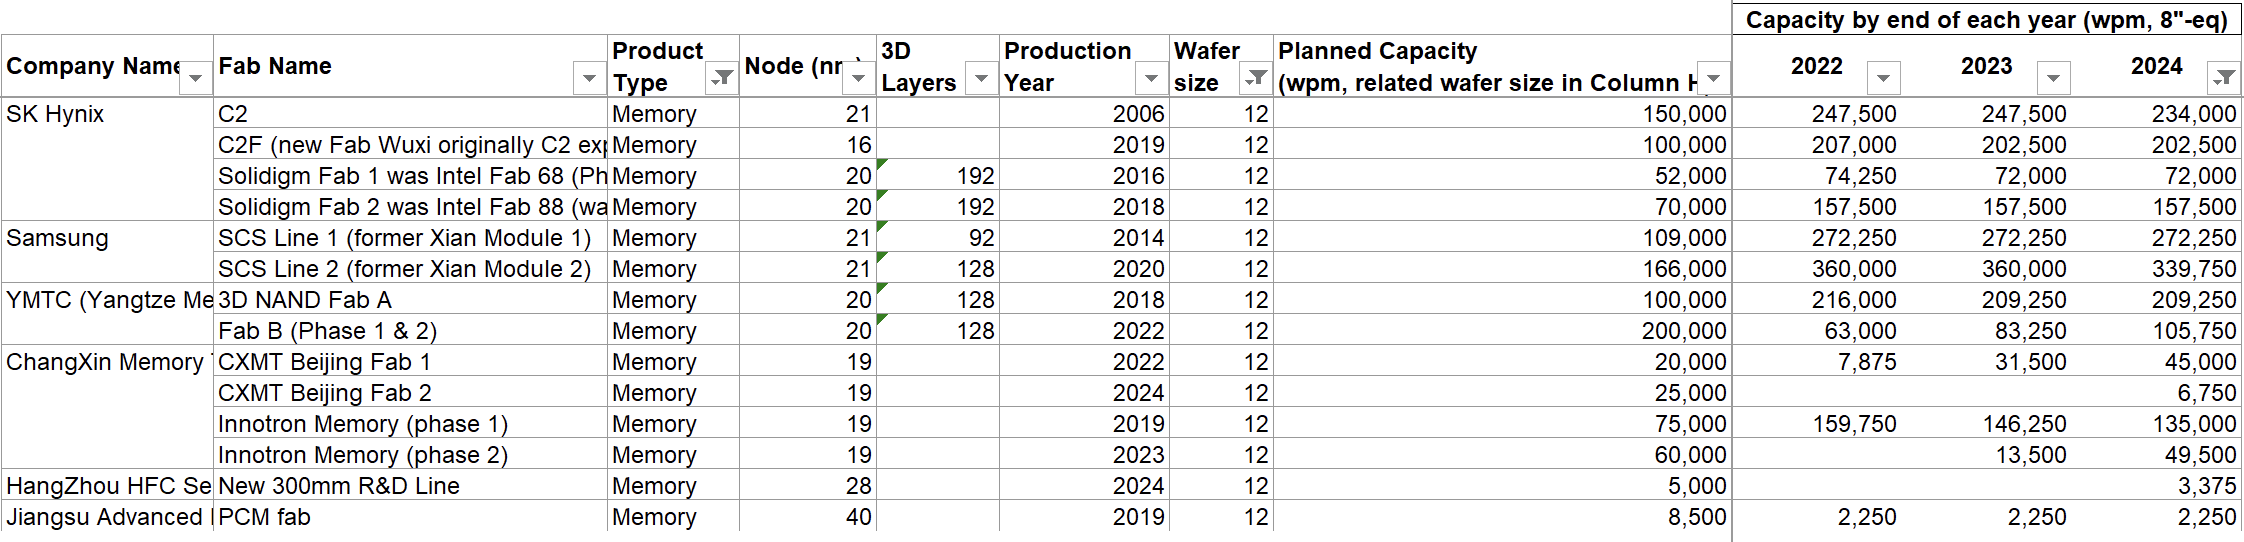 Capacity by end of each year (wpm, 8"-eq)
Company Name Fab Name Product Type Node (nm) 3D Layers Production Year Wafer size Planned Capacity (wpm, related wafer size in Column H 2022 2023 2024
SK Hynix C2 Memory 21 2006 12 150,000 247,500 247,500 234,000
C2F (new Fab Wuxi originally C2 exp Memory 16 2019 12 100,000 207,000 202,500 202,500
Solidigm Fab 1 was Intel Fab 68 (Ph Memory 20 192 2016 12 52,000 74,250 72,000 72,000
Solidigm Fab 2 was Intel Fab 88 (wa Memory 20 192 2018 12 70,000 157,500 157,500 157,500
Samsung SCS Line 1 (former Xian Module 1) Memory 21 92 2014 12 109,000 272,250 272,250 272,250
SCS Line 2 (former Xian Module 2) Memory 21 128 2020 12 166,000 360,000 360,000 339,750
YMTC (Yangtze Me 3D NAND Fab A Memory 20 128 2018 12 100,000 216,000 209,250 209,250
Fab B (Phase 1 & 2) Memory 20 128 2022 12 200,000 63,000 83,250 105,750
ChangXin Memory CXMT Beijing Fab 1 Memory 19 2022 12 20,000 7,875 31,500 45,000
CXMT Beijing Fab 2 Memory 19 2024 12 25,000 6,750
Innotron Memory (phase 1) Memory 19 2019 12 75,000 159,750 146,250 135,000
Innotron Memory (phase 2) Memory 19 2023 12 60,000 13,500 49,500
HangZhou HFC Se New 300mm R&D Line Memory 28 2024 12 5,000 3,375
Jiangsu Advanced PCM fab Memory 40 2019 12 8,500 2,250 2,250 2,250